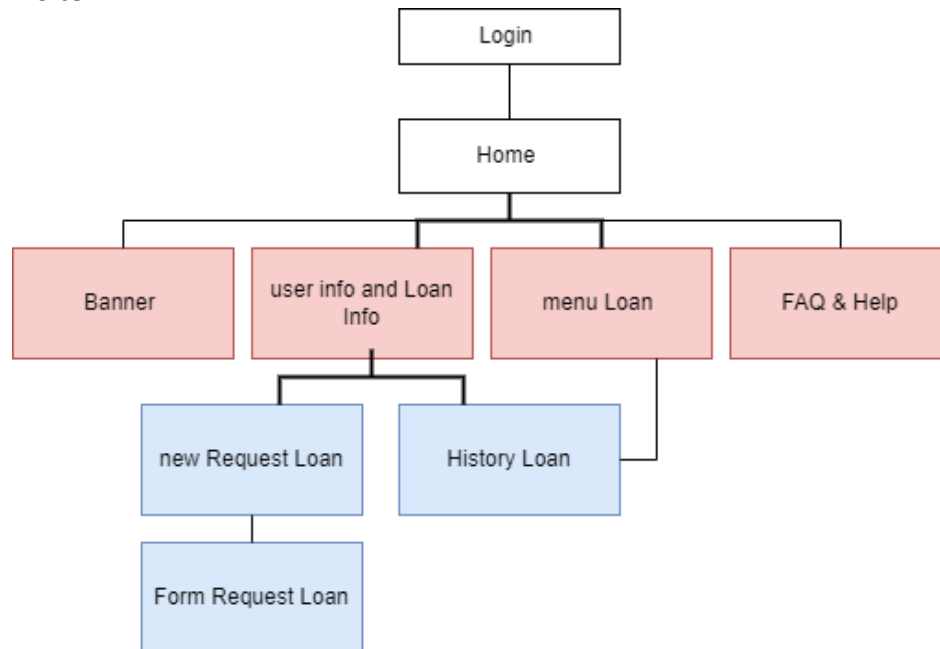 Login
Home
Banner
user info and Loan
Info
menu Loan
FAQ & Help
new Request Loan
History Loan
Form Request Loan